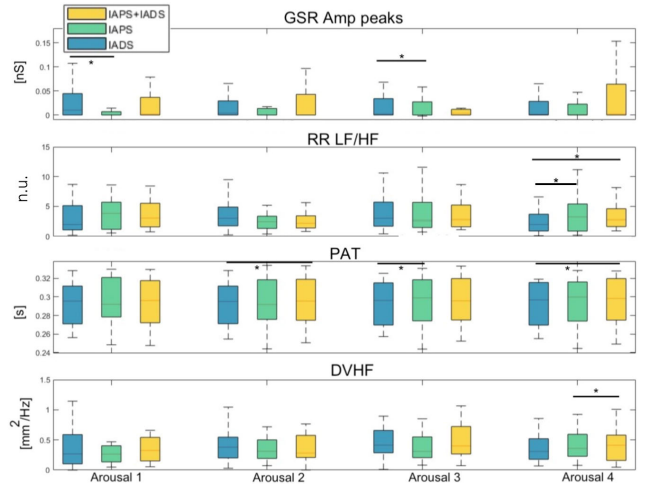 GSR Amp peaks
IAPS+IADS
IAPS
IADS
[nS]
0.15
0.1
0.05
0
*
*
RR LF/HF
n.u.
15
10
5
0
*
*
PAT
[s]
0.32
0.3
0.28
0.26
0.24
*
*
*
DVHF
[mm²/Hz]
1.5
1
0.5
0
*
Arousal 1 Arousal 2 Arousal 3 Arousal 4